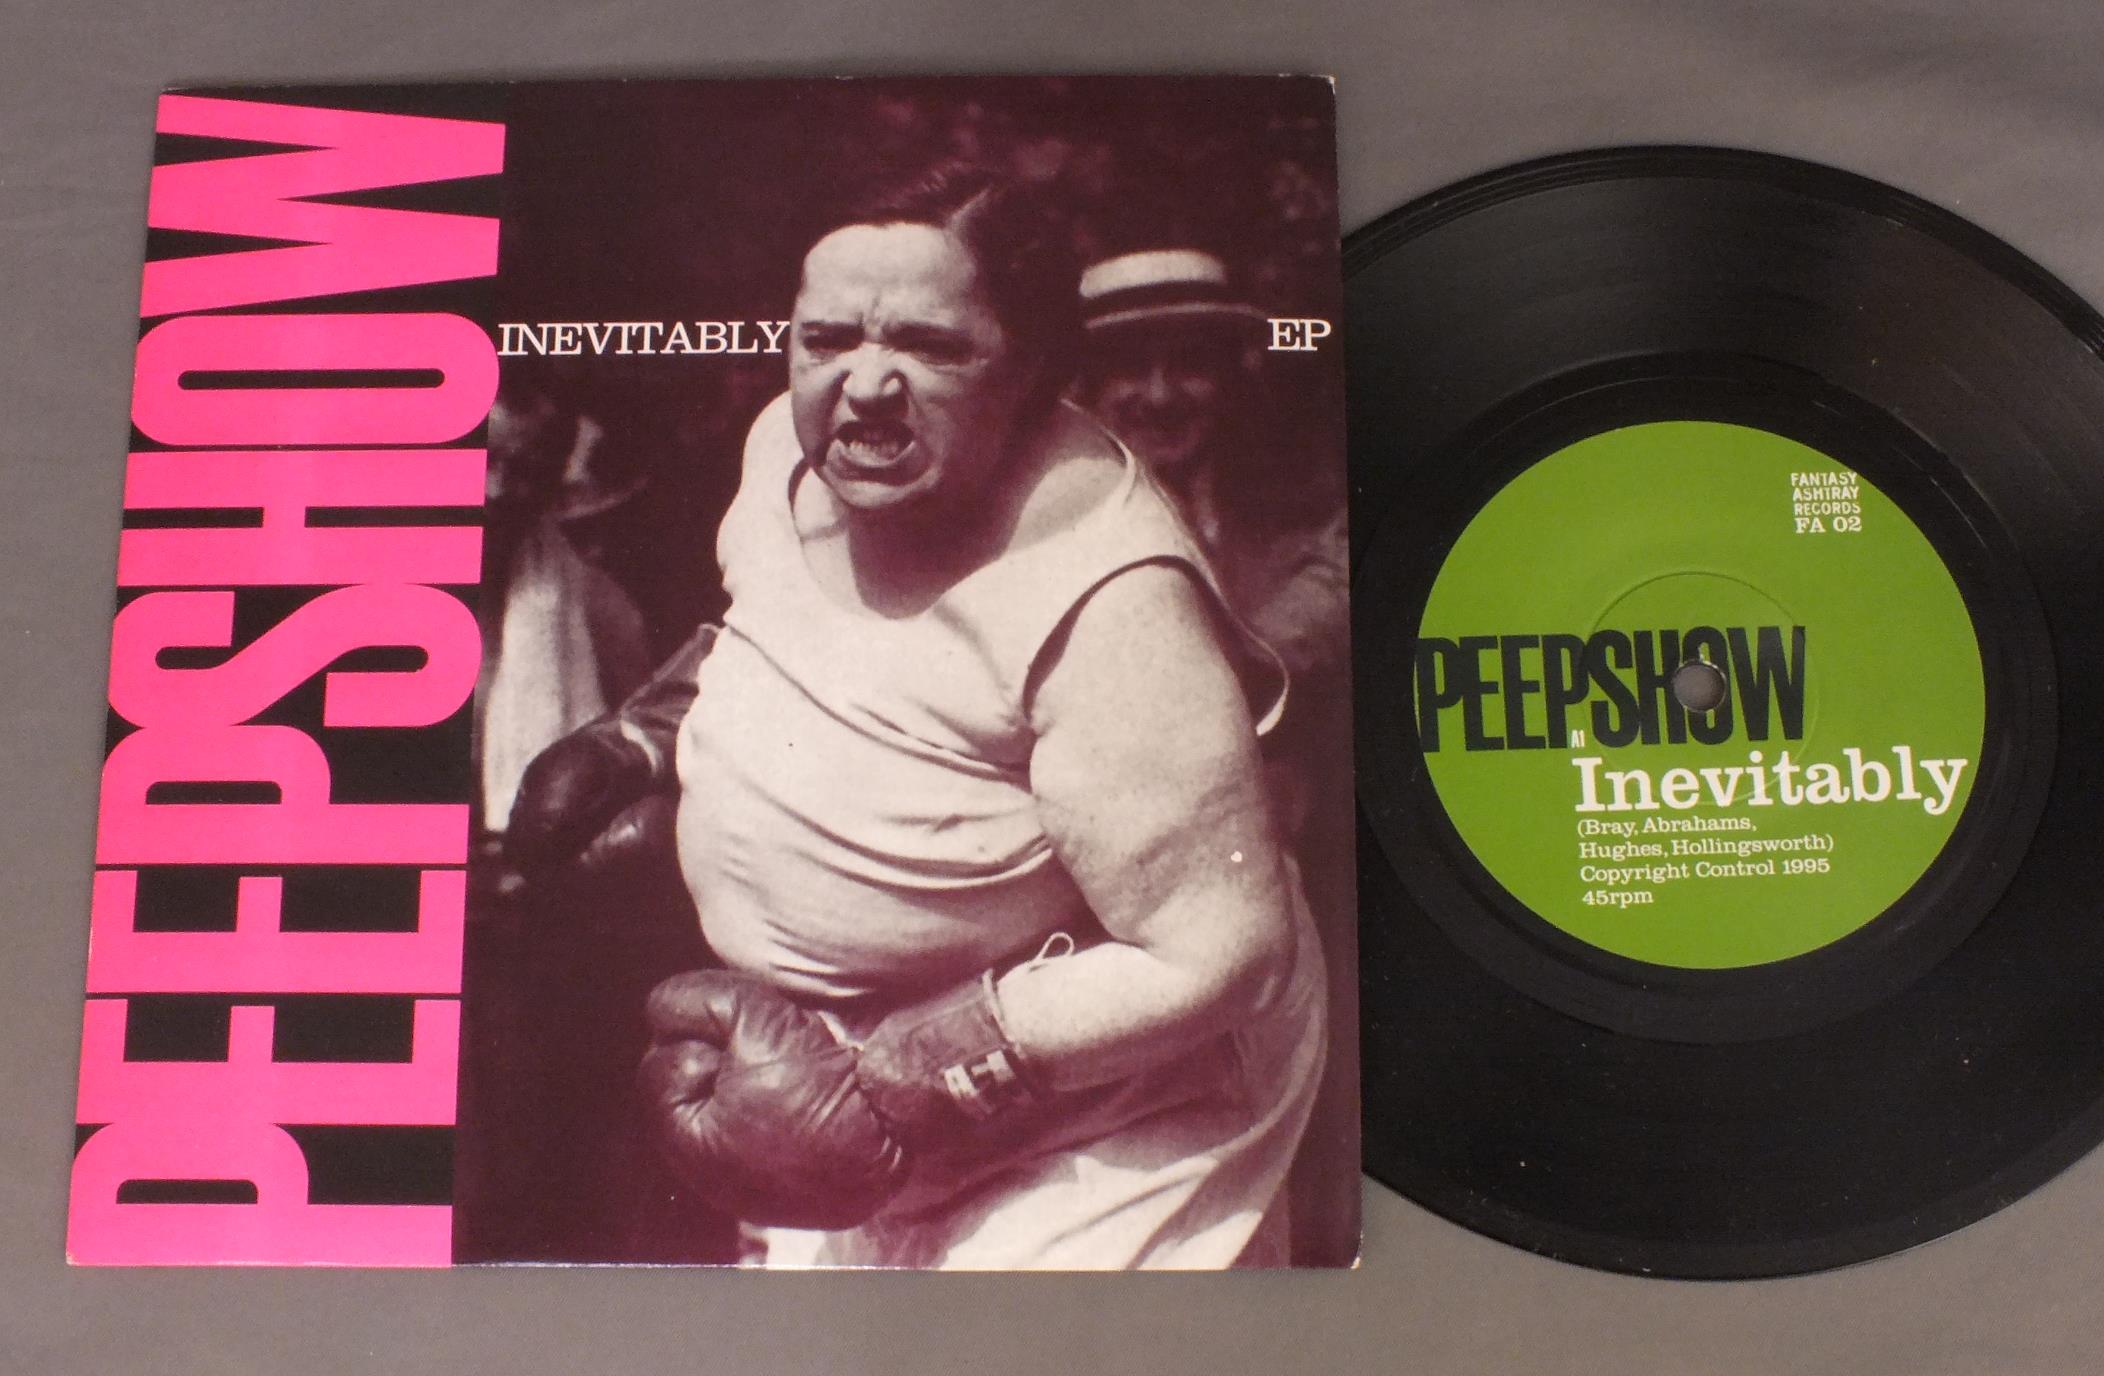 PEEPSHOW
INEVITABLY EP
FANTASY
ASHTRAY
RECORDS
FA 02
PEEPSHOW
A1
Inevitably
(Bray, Abrahams,
Hughes, Hollingsworth)
Copyright Control 1995
45rpm